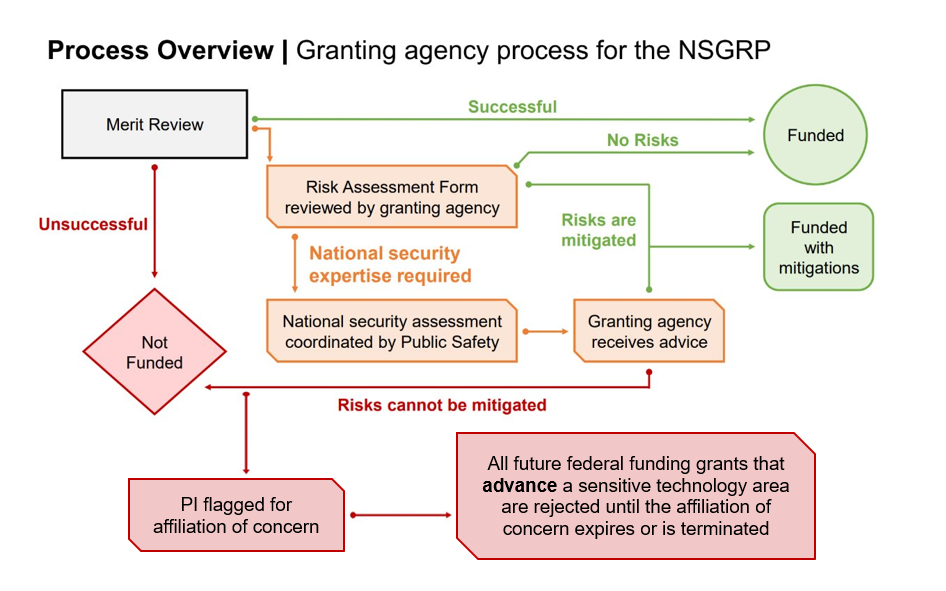 Process Overview | Granting agency process for the NSGRP
Merit Review
Successful
Funded
No Risks
Risk Assessment Form
reviewed by granting agency
Unsuccessful
Risks are
mitigated
Funded
with
mitigations
National security
expertise required
National security assessment
coordinated by Public Safety
Granting agency
receives advice
Not
Funded
Risks cannot be mitigated
PI flagged for
affiliation of concern
All future federal funding grants that
advance a sensitive technology area
are rejected until the affiliation of
concern expires or is terminated